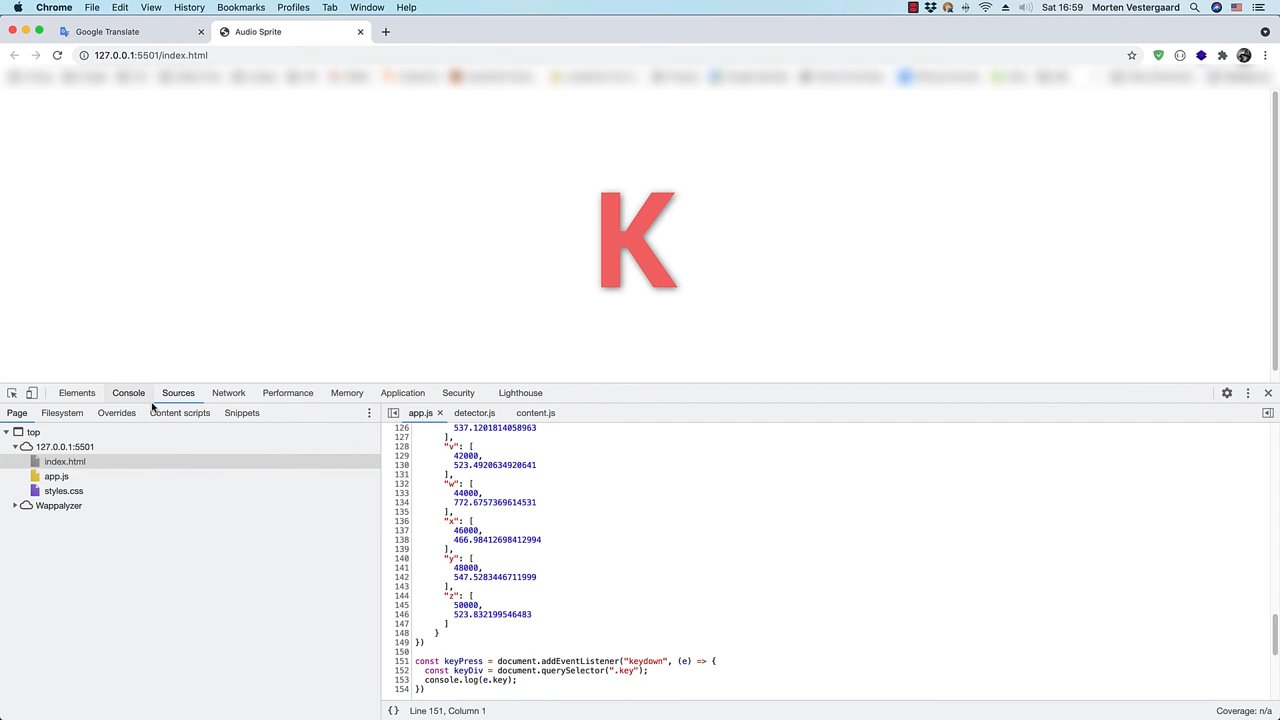 Chrome File Edit View History Bookmarks Profiles Tab Window Help Sat 16:59 Morten Vestergaard
Google Translate Audio Sprite
127.0.0.1:5501/index.html
K
Elements Console Sources Network Performance Memory Application Security Lighthouse
Page Filesystem Overrides Content scripts Snippets app.js detector.js content.js
top
127.0.0.1:5501
index.html
app.js
styles.css
Wappalyzer
126 537.1201814058963
127 ],
128 "v": [
129 42000,
130 523.4920634920641
131 ],
132 "w": [
133 44000,
134 772.6757369614531
135 ],
136 "x": [
137 46000,
138 466.98412698412994
139 ],
140 "y": [
141 48000,
142 547.5283446711999
143 ],
144 "z": [
145 50000,
146 523.832199546483
147 ]
148 }
149 })
150
151 const keyPress = document.addEventListener("keydown", (e) => {
152 const keyDiv = document.querySelector(".key");
153 console.log(e.key);
154 })
{} Line 151, Column 1 Coverage: n/a